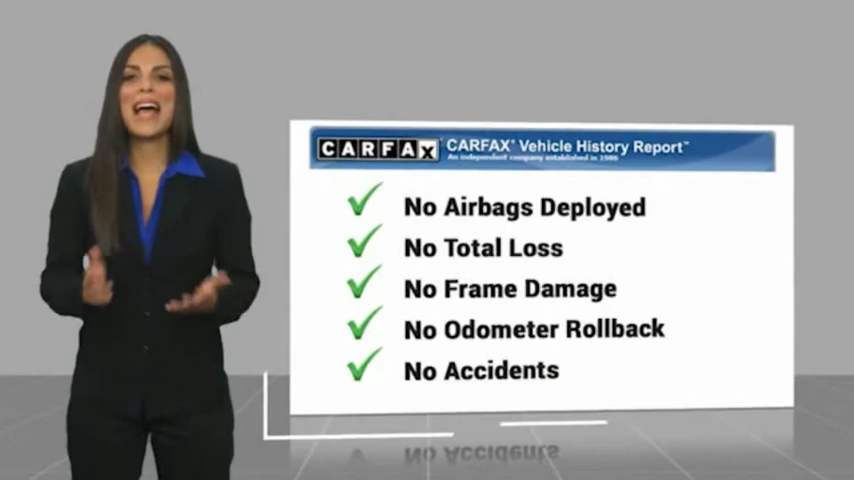 CARFAX
CARFAX® Vehicle History Report™
An independent company established in 1986
No Airbags Deployed
No Total Loss
No Frame Damage
No Odometer Rollback
No Accidents
No Accidents